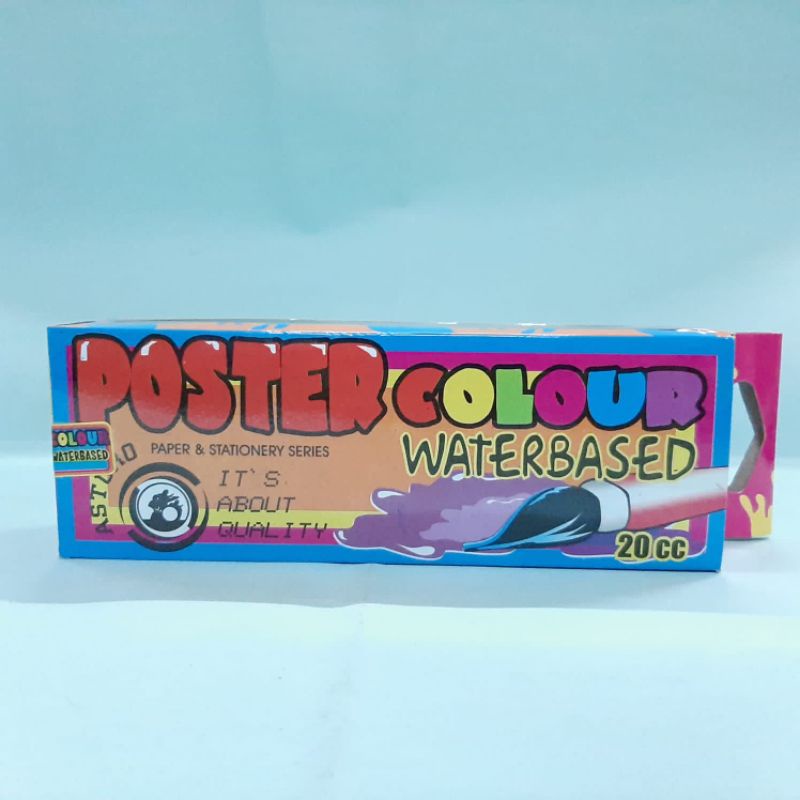 POSTER COLOUR
WATERBASED
COLOUR
WATERBASED
PAPER & STATIONERY SERIES
IT`S
ABOUT
QUALITY
20 cc